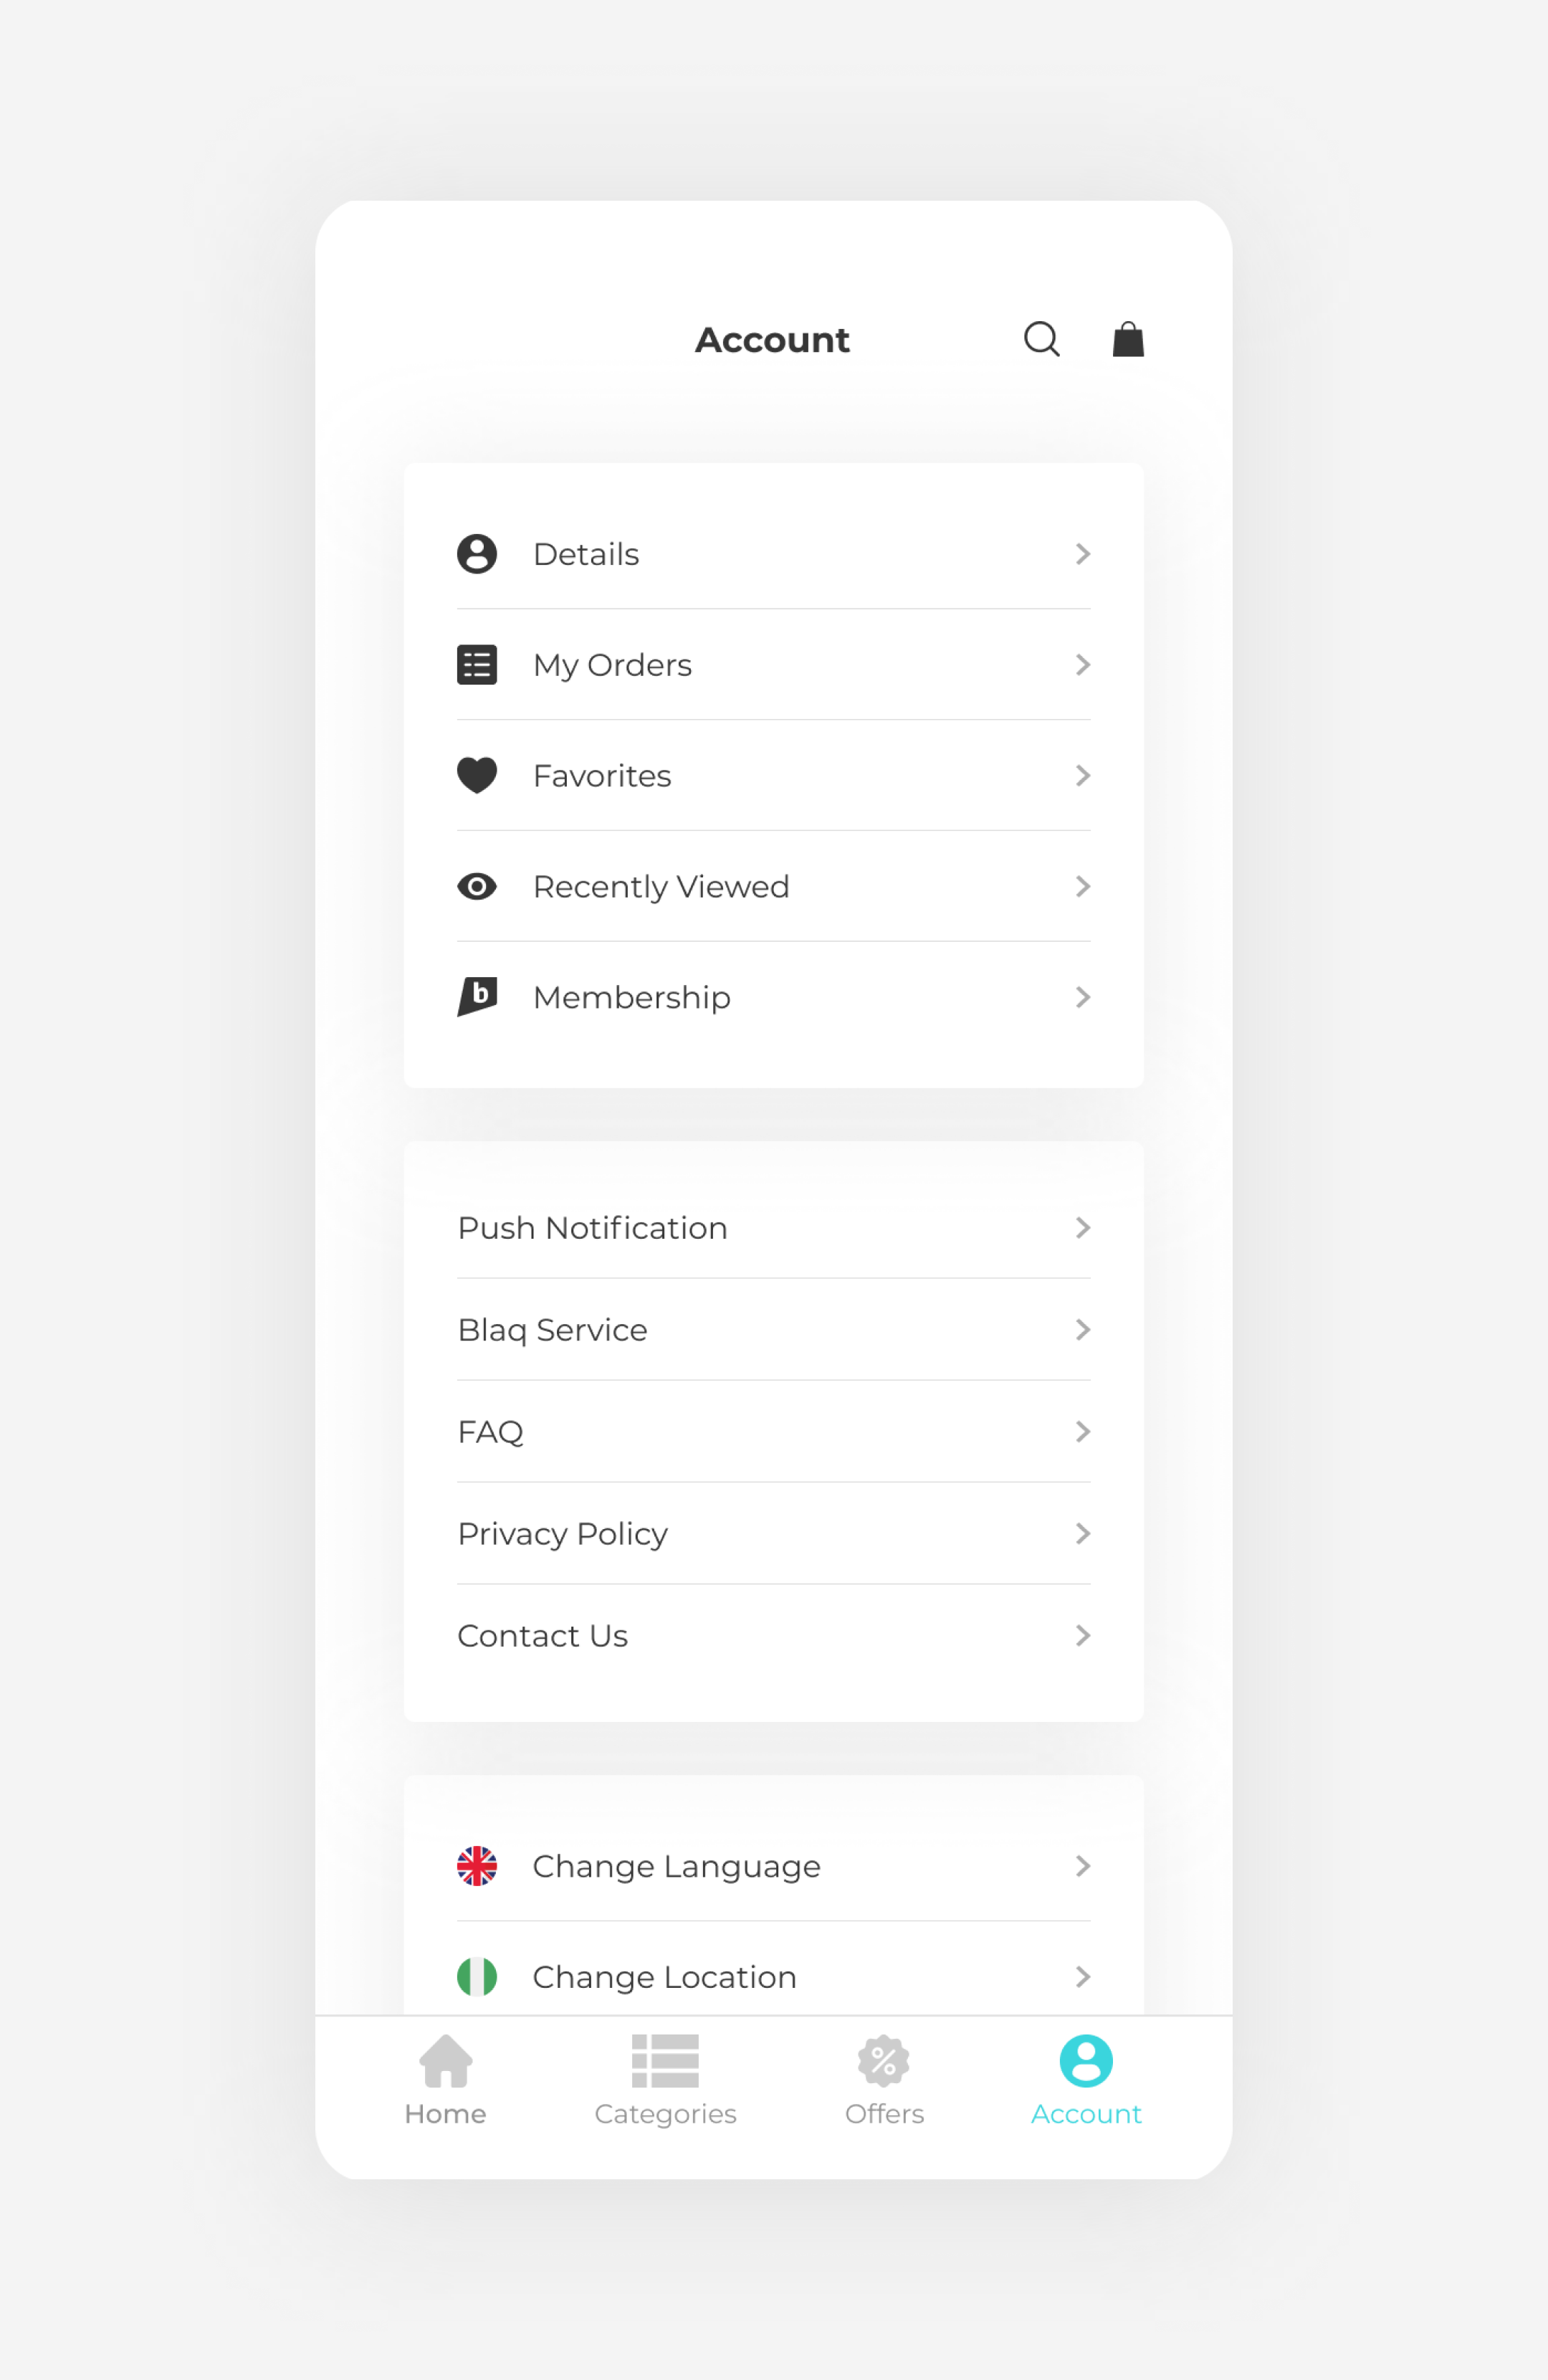 Account
Details
My Orders
Favorites
Recently Viewed
b
Membership
Push Notification
Blaq Service
FAQ
Privacy Policy
Contact Us
Change Language
Change Location
%
Home
Categories
Offers
Account